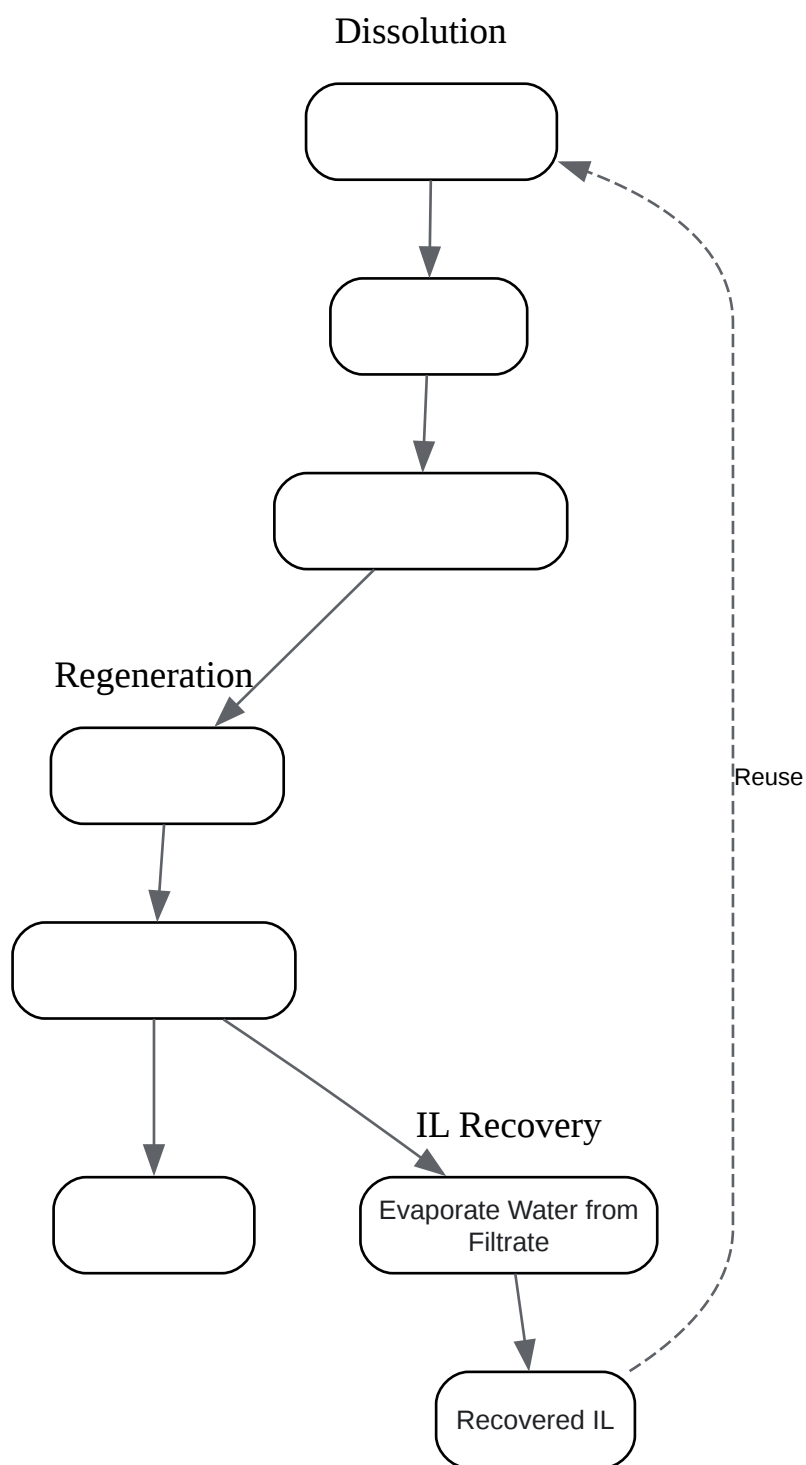 Dissolution
Regeneration
Reuse
IL Recovery
Evaporate Water from
Filtrate
Recovered IL